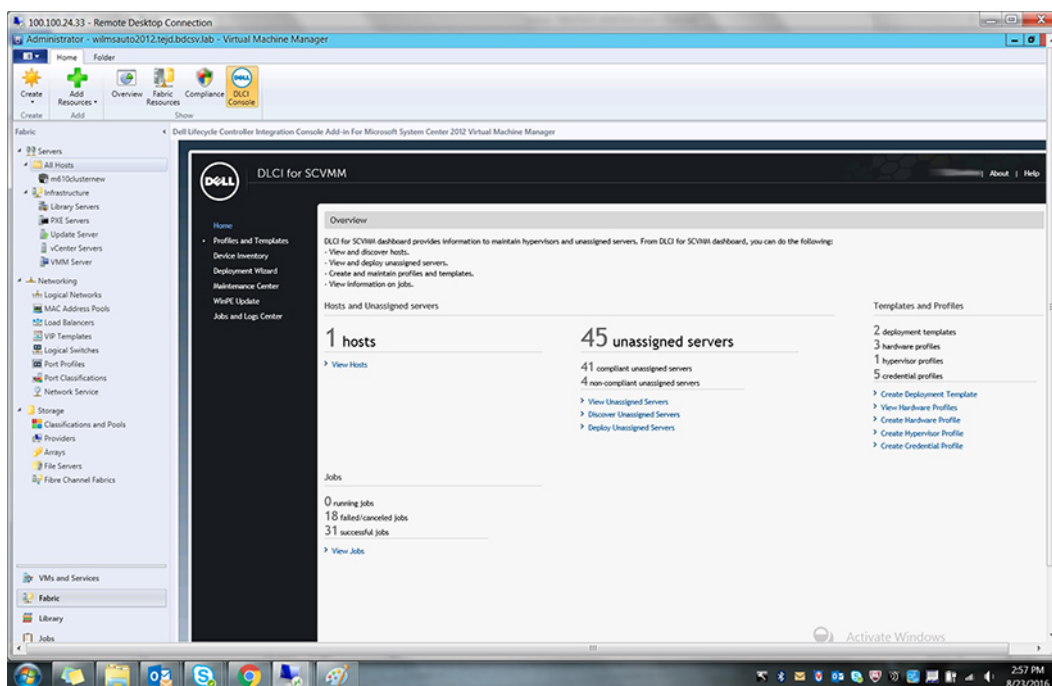 100.100.24.33 - Remote Desktop Connection
Administrator - wilmsauto2012.tejd.bdcsv.lab - Virtual Machine Manager
Home Folder
Create Add Resources Overview Fabric Resources Compliance DLCI Console
Create Add Show
Fabric
Dell Lifecycle Controller Integration Console Add-in For Microsoft System Center 2012 Virtual Machine Manager
Servers
All Hosts
m610clusternew
Infrastructure
Library Servers
PXE Servers
Update Server
vCenter Servers
VMM Server
Networking
Logical Networks
MAC Address Pools
Load Balancers
VIP Templates
Logical Switches
Port Profiles
Port Classifications
Network Service
Storage
Classifications and Pools
Providers
Arrays
File Servers
Fibre Channel Fabrics
VMs and Services
Fabric
Library
Jobs
DELL
DLCI for SCVMM
About | Help
Home
Profiles and Templates
Device Inventory
Deployment Wizard
Maintenance Center
WinPE Update
Jobs and Logs Center
Overview
DLCI for SCVMM dashboard provides information to maintain hypervisors and unassigned servers. From DLCI for SCVMM dashboard, you can do the following:
- View and discover hosts.
- View and deploy unassigned servers.
- Create and maintain profiles and templates.
- View information on jobs.
Hosts and Unassigned servers
1 hosts
View Hosts
45 unassigned servers
41 compliant unassigned servers
4 non-compliant unassigned servers
View Unassigned Servers
Discover Unassigned Servers
Deploy Unassigned Servers
Templates and Profiles
2 deployment templates
3 hardware profiles
1 hypervisor profiles
5 credential profiles
Create Deployment Template
View Hardware Profiles
Create Hardware Profile
Create Hypervisor Profile
Create Credential Profile
Jobs
0 running jobs
18 failed/canceled jobs
31 successful jobs
View Jobs
Activate Windows
2:57 PM
8/23/2016